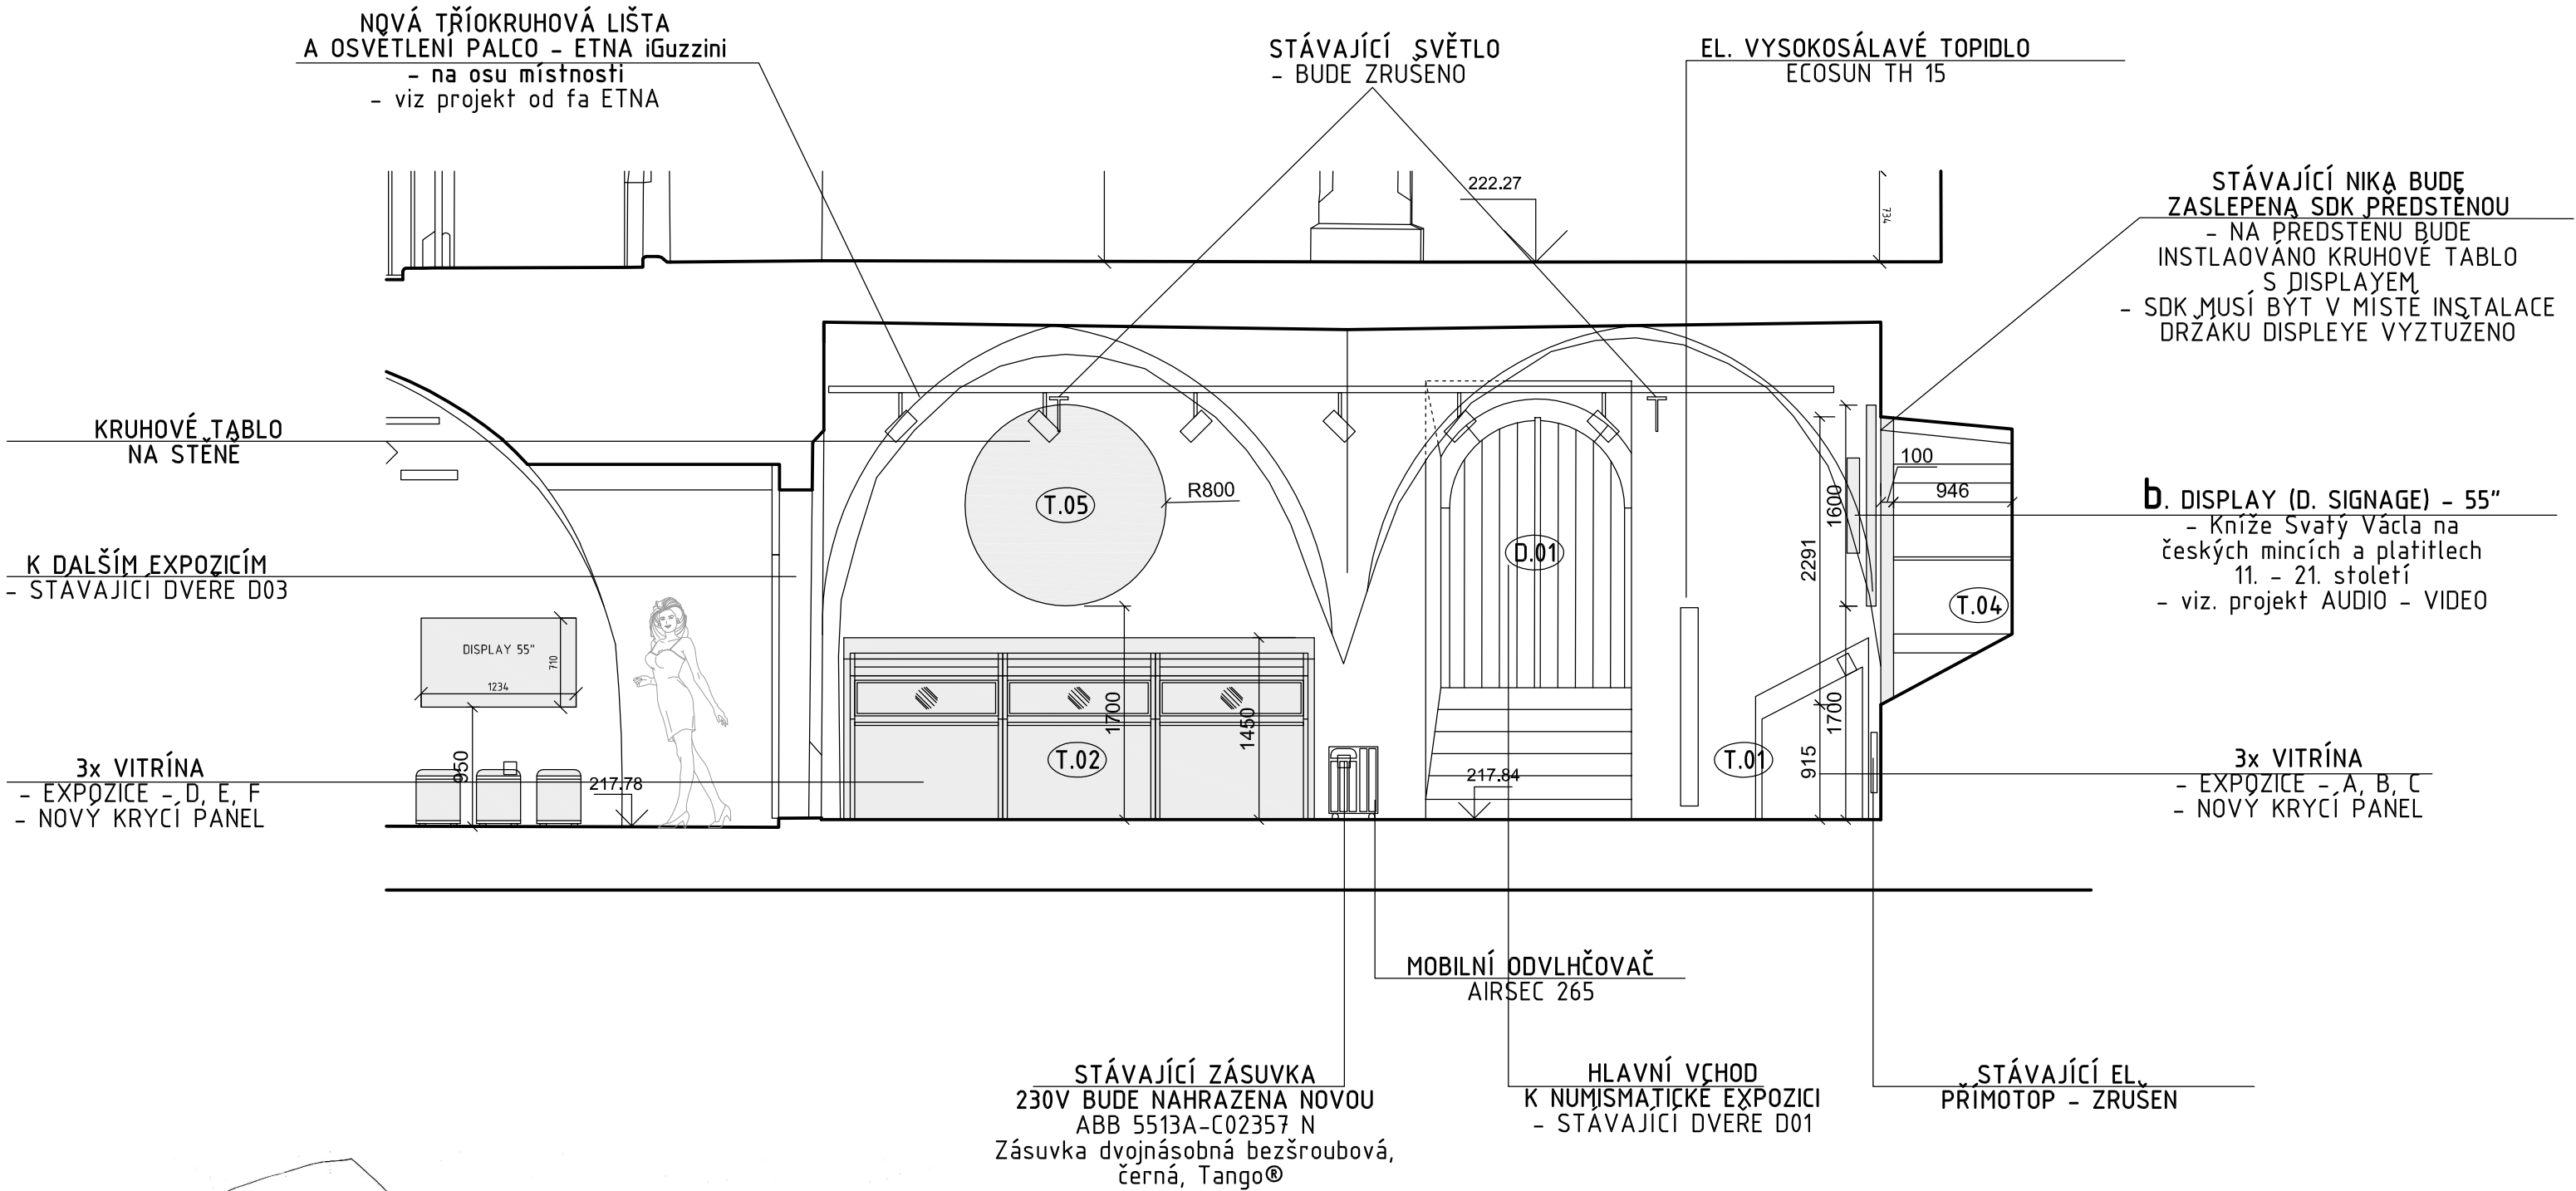 NOVÁ TŘÍOKRUHOVÁ LIŠTA
A OSVĚTLENÍ PALCO - ETNA iGuzzini
- na osu místnosti
- viz projekt od fa ETNA
STÁVAJÍCÍ SVĚTLO
- BUDE ZRUŠENO
EL. VYSOKOSÁLAVÉ TOPIDLO
ECOSUN TH 15
222.27
734
STÁVAJÍCÍ NIKA BUDE
ZASLEPENA SDK PŘEDSTĚNOU
- NA PŘEDSTĚNU BUDE
INSTLAOVÁNO KRUHOVÉ TABLO
S DISPLAYEM
- SDK MUSÍ BÝT V MÍSTĚ INSTALACE
DRŽÁKU DISPLEYE VYZTUŽENO
KRUHOVÉ TABLO
NA STĚNĚ
T.05
R800
D.01
1600
2291
100
946
T.04
b. DISPLAY (D. SIGNAGE) - 55"
- Kníže Svatý Václa na
českých mincích a platitlech
11. - 21. století
- viz. projekt AUDIO - VIDEO
K DALŠÍM EXPOZICÍM
- STÁVAJÍCÍ DVEŘE D03
DISPLAY 55"
710
1234
950
217.78
1700
1450
T.02
217.84
T.01
915
1700
3x VITRÍNA
- EXPOZICE - D, E, F
- NOVÝ KRYCÍ PANEL
3x VITRÍNA
- EXPOZICE - A, B, C
- NOVÝ KRYCÍ PANEL
MOBILNÍ ODVLHČOVAČ
AIRSEC 265
STÁVAJÍCÍ ZÁSUVKA
230V BUDE NAHRAZENA NOVOU
ABB 5513A-C02357 N
Zásuvka dvojnásobná bezšroubová,
černá, Tango®
HLAVNÍ VCHOD
K NUMISMATICKÉ EXPOZICI
- STÁVAJÍCÍ DVEŘE D01
STÁVAJÍCÍ EL.
PŘÍMOTOP - ZRUŠEN